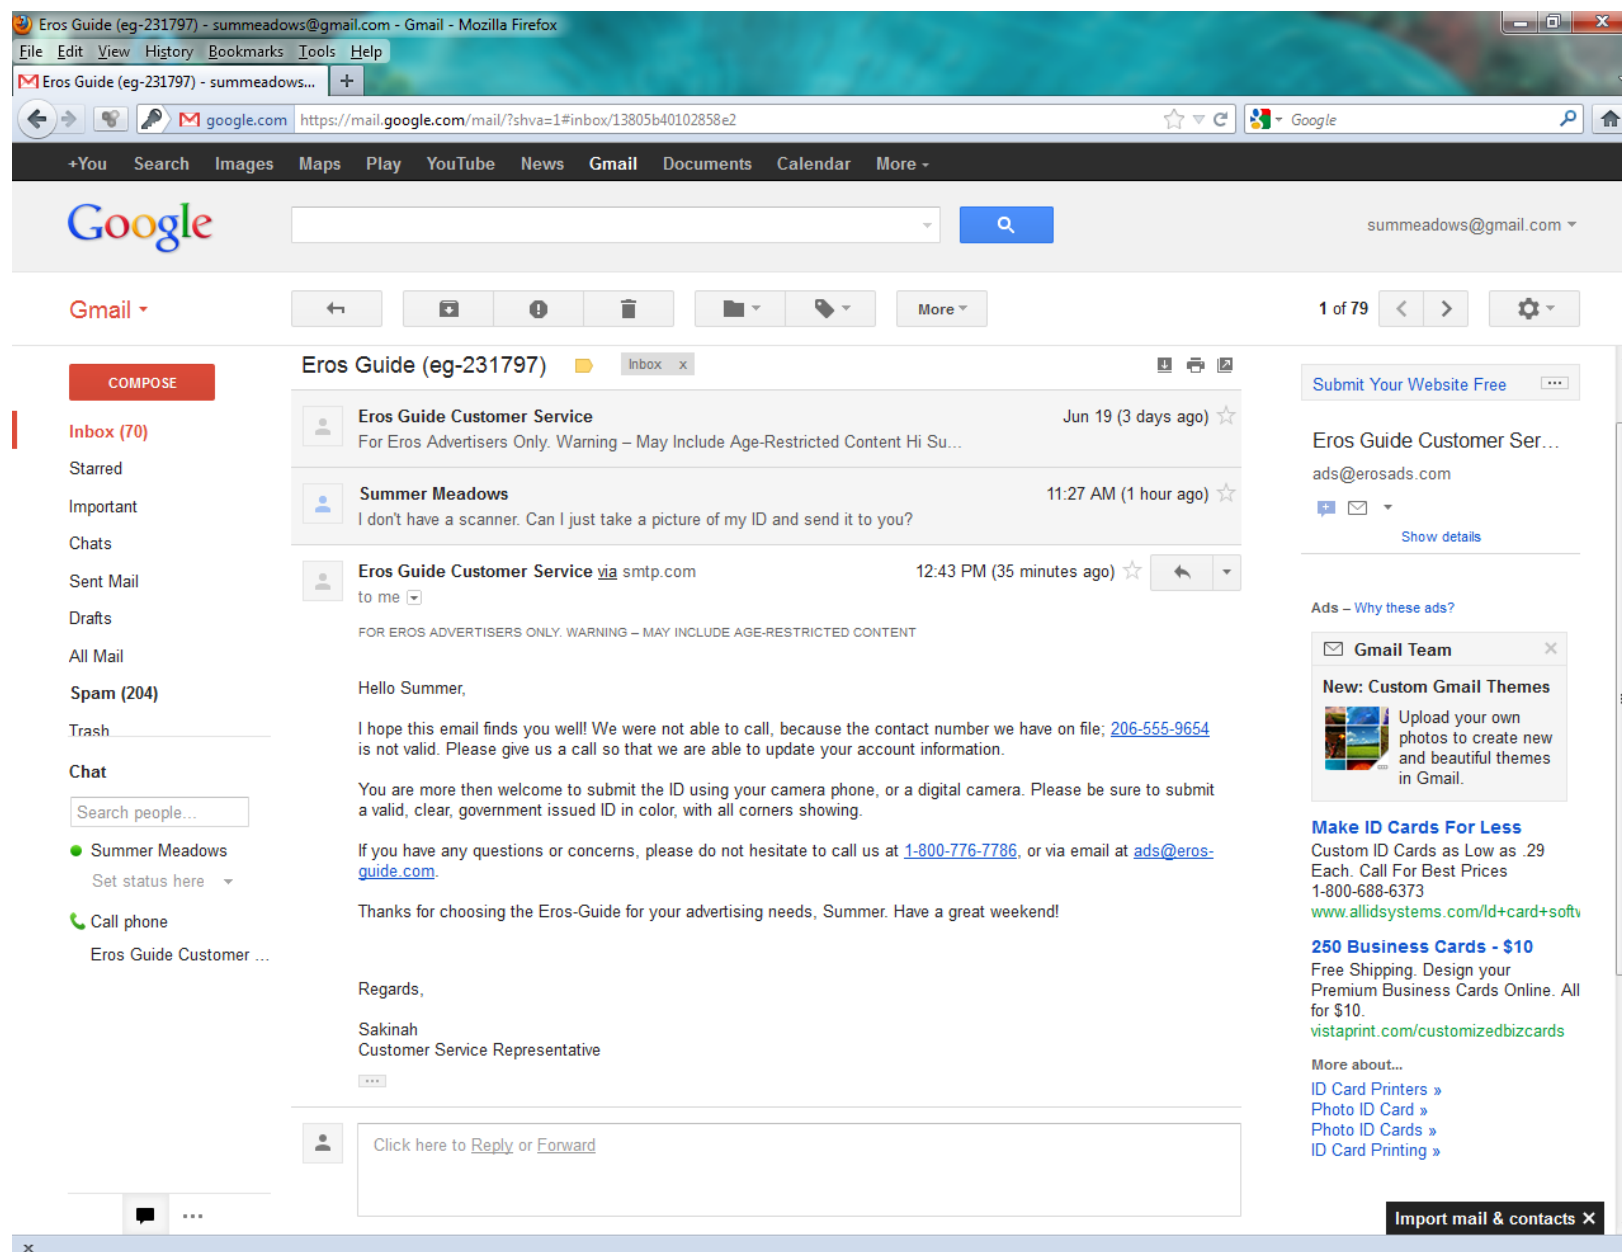 Eros Guide (eg-231797) - summeadows@gmail.com - Gmail - Mozilla Firefox
File Edit View History Bookmarks Tools Help
Eros Guide (eg-231797) - summeadows... +
google.com https://mail.google.com/mail/?shva=1#inbox/13805b40102858e2 Google
+You Search Images Maps Play YouTube News Gmail Documents Calendar More
Google
summeadows@gmail.com
Gmail
More
1 of 79
COMPOSE
Inbox (70)
Starred
Important
Chats
Sent Mail
Drafts
All Mail
Spam (204)
Trash
Chat
Search people...
Summer Meadows
Set status here
Call phone
Eros Guide Customer ...
Eros Guide (eg-231797) Inbox x
Eros Guide Customer Service Jun 19 (3 days ago)
For Eros Advertisers Only. Warning – May Include Age-Restricted Content Hi Su...
Summer Meadows 11:27 AM (1 hour ago)
I don't have a scanner. Can I just take a picture of my ID and send it to you?
Eros Guide Customer Service via smtp.com 12:43 PM (35 minutes ago)
to me
FOR EROS ADVERTISERS ONLY. WARNING – MAY INCLUDE AGE-RESTRICTED CONTENT
Hello Summer,
I hope this email finds you well! We were not able to call, because the contact number we have on file; 206-555-9654
is not valid. Please give us a call so that we are able to update your account information.
You are more then welcome to submit the ID using your camera phone, or a digital camera. Please be sure to submit
a valid, clear, government issued ID in color, with all corners showing.
If you have any questions or concerns, please do not hesitate to call us at 1-800-776-7786, or via email at ads@eros-
guide.com.
Thanks for choosing the Eros-Guide for your advertising needs, Summer. Have a great weekend!
Regards,
Sakinah
Customer Service Representative
Click here to Reply or Forward
Submit Your Website Free
Eros Guide Customer Ser...
ads@erosads.com
Show details
Ads – Why these ads?
Gmail Team
New: Custom Gmail Themes
Upload your own
photos to create new
and beautiful themes
in Gmail.
Make ID Cards For Less
Custom ID Cards as Low as .29
Each. Call For Best Prices
1-800-688-6373
www.allidsystems.com/Id+card+softw
250 Business Cards - $10
Free Shipping. Design your
Premium Business Cards Online. All
for $10.
vistaprint.com/customizedbizcards
More about...
ID Card Printers »
Photo ID Card »
Photo ID Cards »
ID Card Printing »
Import mail & contacts X
x